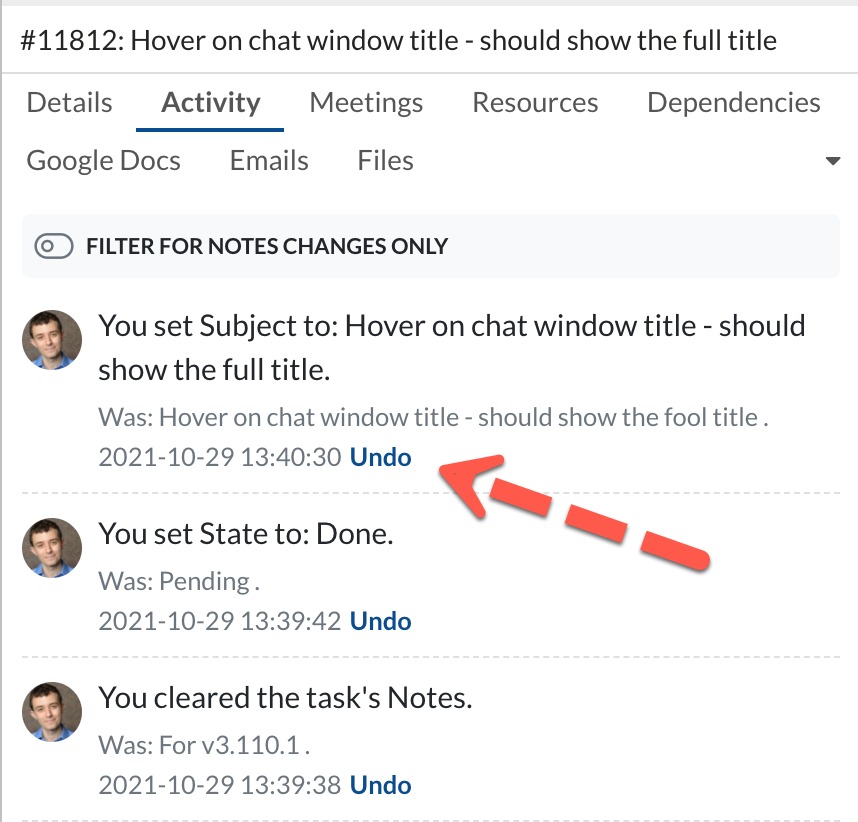 #11812: Hover on chat window title - should show the full title
Details Activity Meetings Resources Dependencies
Google Docs Emails Files
FILTER FOR NOTES CHANGES ONLY
You set Subject to: Hover on chat window title - should
show the full title.
Was: Hover on chat window title - should show the fool title .
2021-10-29 13:40:30 Undo
You set State to: Done.
Was: Pending .
2021-10-29 13:39:42 Undo
You cleared the task's Notes.
Was: For v3.110.1 .
2021-10-29 13:39:38 Undo